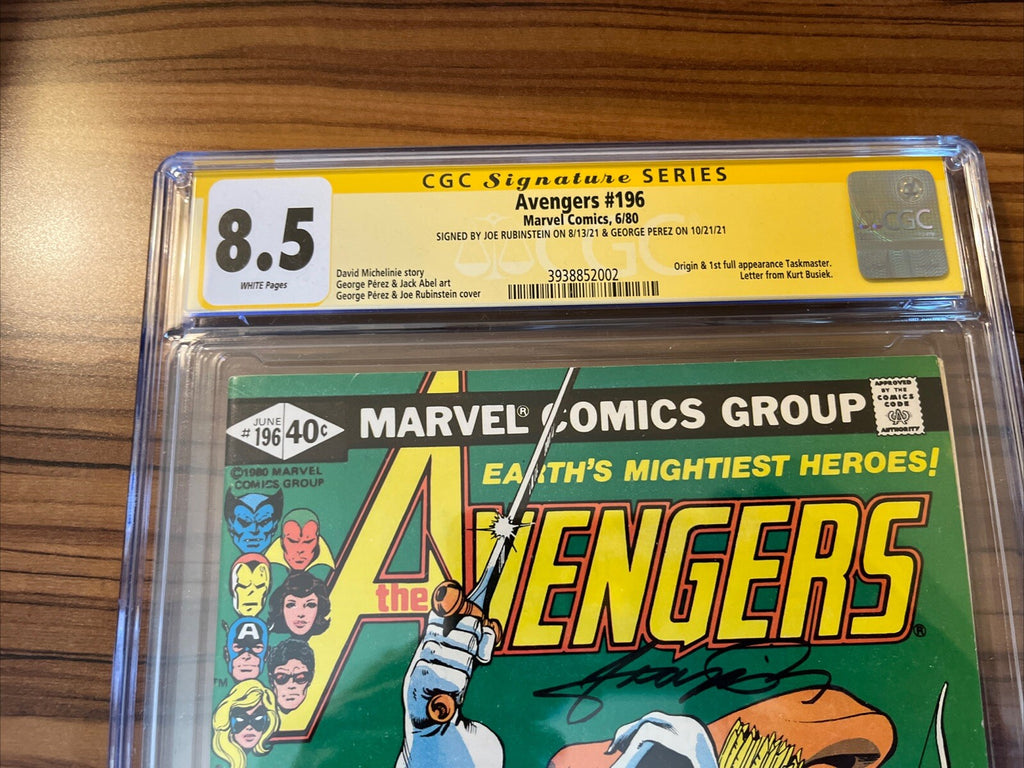 CGC Signature SERIES
Avengers #196
Marvel Comics, 6/80
SIGNED BY JOE RUBINSTEIN ON 8/13/21 & GEORGE PEREZ ON 10/21/21
8.5
WHITE Pages
David Michelinie story
George Pérez & Jack Abel art
George Pérez & Joe Rubinstein cover
3938852002
Origin & 1st full appearance Taskmaster.
Letter from Kurt Busiek.
CGC
CGC
JUNE
# 196 40¢
MARVEL® COMICS GROUP
APPROVED
BY THE
COMICS
CODE
AUTHORITY
©1980 MARVEL
COMICS GROUP
EARTH'S MIGHTIEST HEROES!
the AVENGERS®
A
TM